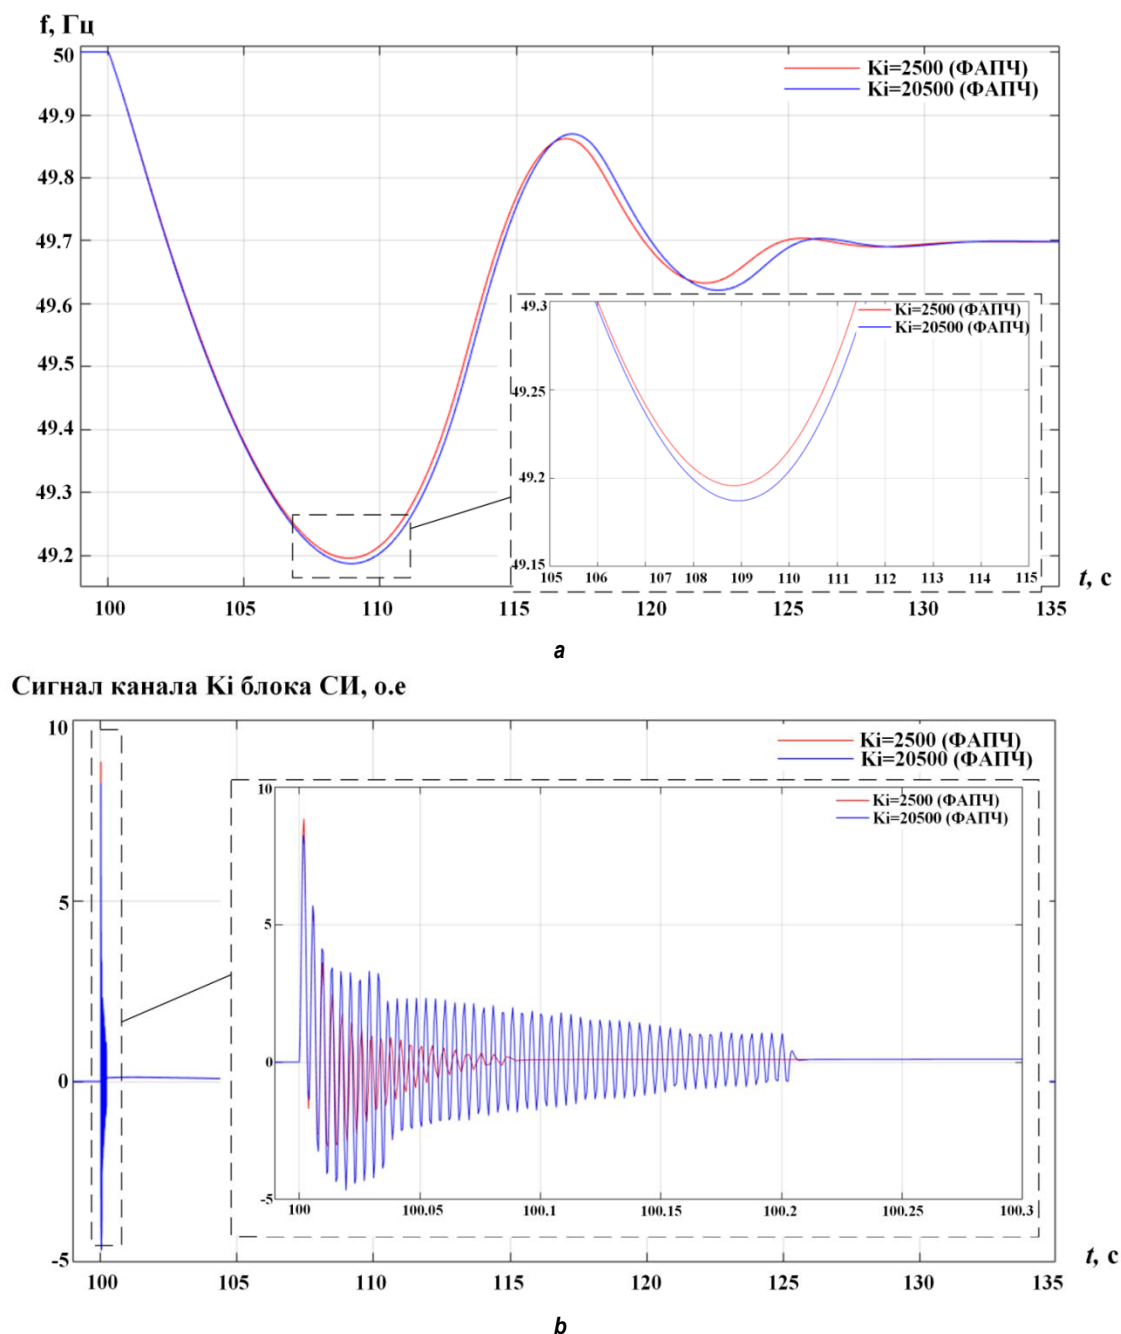 f, Гц
50
49.9
49.8
49.7
49.6
49.5
49.4
49.3
49.2
Ki=2500 (ФАПЧ)
Ki=20500 (ФАПЧ)
49.3
49.25
49.2
49.15
Ki=2500 (ФАПЧ)
Ki=20500 (ФАПЧ)
105 106 107 108 109 110 111 112 113 114 115
100 105 110 115 120 125 130 135
t, с
a
Сигнал канала Ki блока СИ, о.е
10
5
0
-5
Ki=2500 (ФАПЧ)
Ki=20500 (ФАПЧ)
10
5
0
-5
Ki=2500 (ФАПЧ)
Ki=20500 (ФАПЧ)
100 100.05 100.1 100.15 100.2 100.25 100.3
100 105 110 115 120 125 130 135
t, с
b